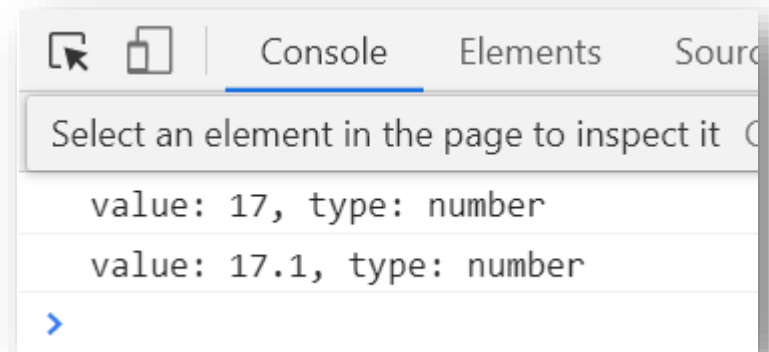 Console Elements
Select an element in the page to inspect it
value: 17, type: number
value: 17.1, type: number